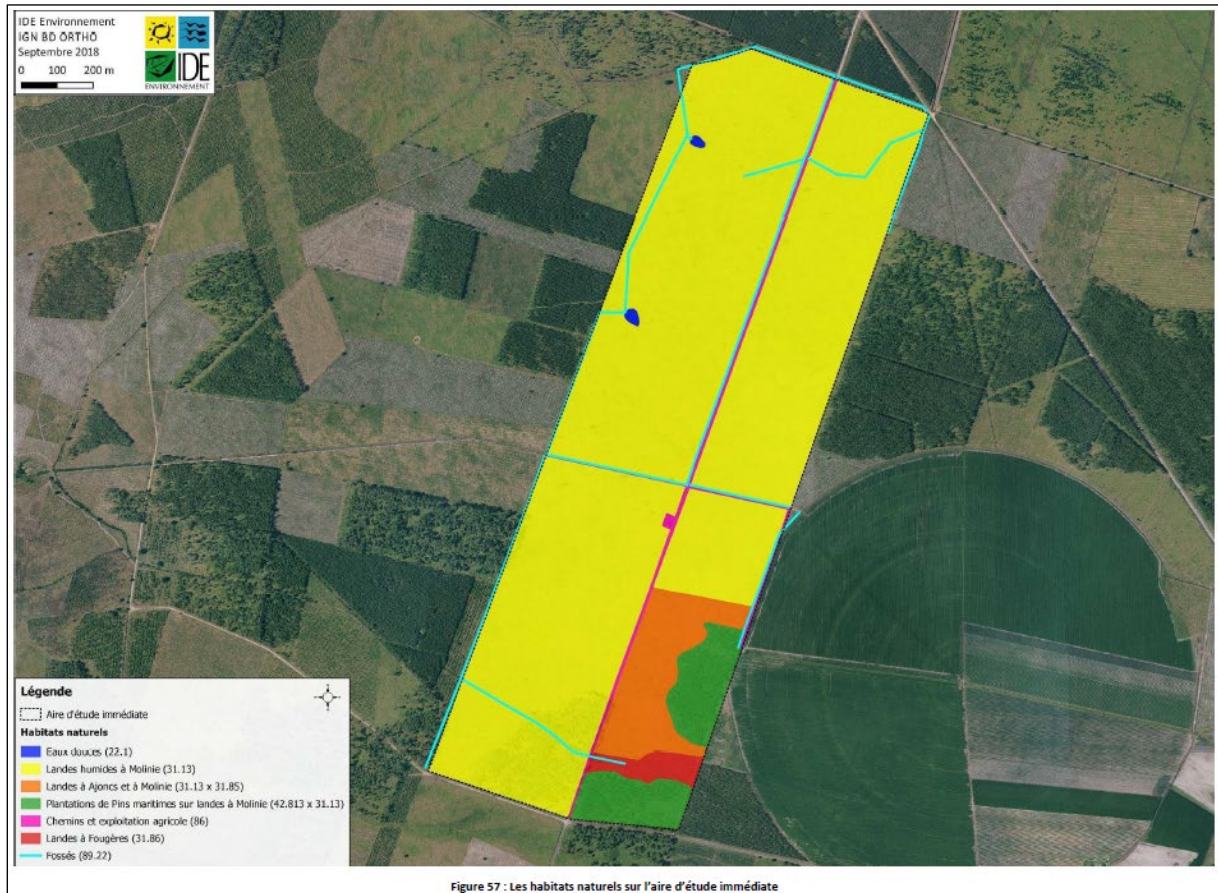 IDE Environnement
IGN BD ORTHO
Septembre 2018
0 100 200 m
IDE
ENVIRONNEMENT
Légende
Aire d'étude immédiate
Habitats naturels
Eaux douces (22.1)
Landes humides à Molinie (31.13)
Landes à Ajoncs et à Molinie (31.13 x 31.85)
Plantations de Pins maritimes sur landes à Molinie (42.813 x 31.13)
Chemins et exploitation agricole (86)
Landes à Fougères (31.86)
Fossés (89.22)
Figure 57 : Les habitats naturels sur l'aire d'étude immédiate